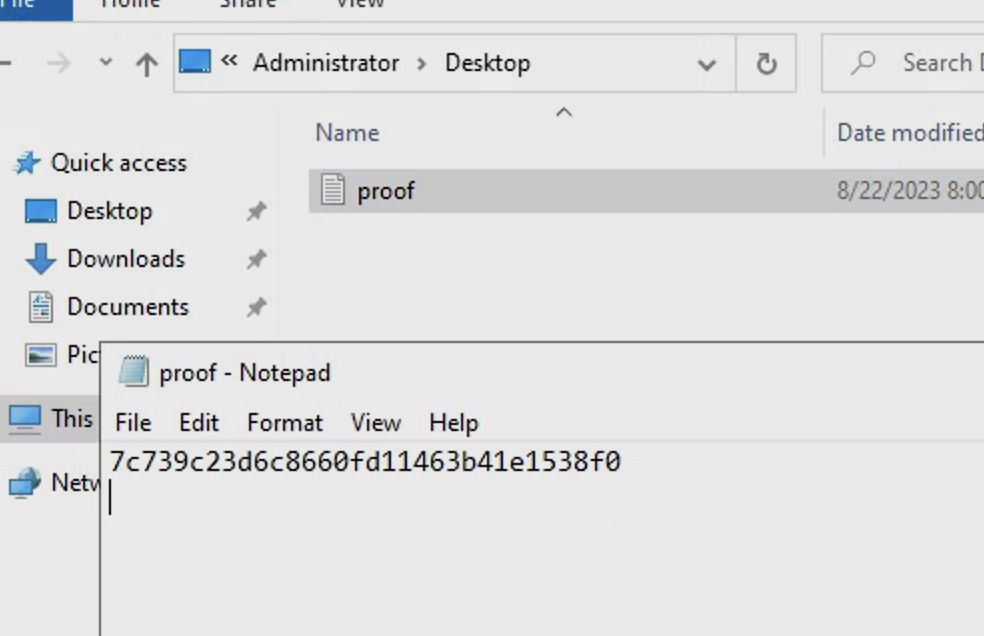 File Home Share View
« Administrator › Desktop
Search
Name Date modified
Quick access
proof 8/22/2023 8:00
Desktop
Downloads
Documents
Pic
proof - Notepad
This
File Edit Format View Help
7c739c23d6c8660fd11463b41e1538f0
Netw